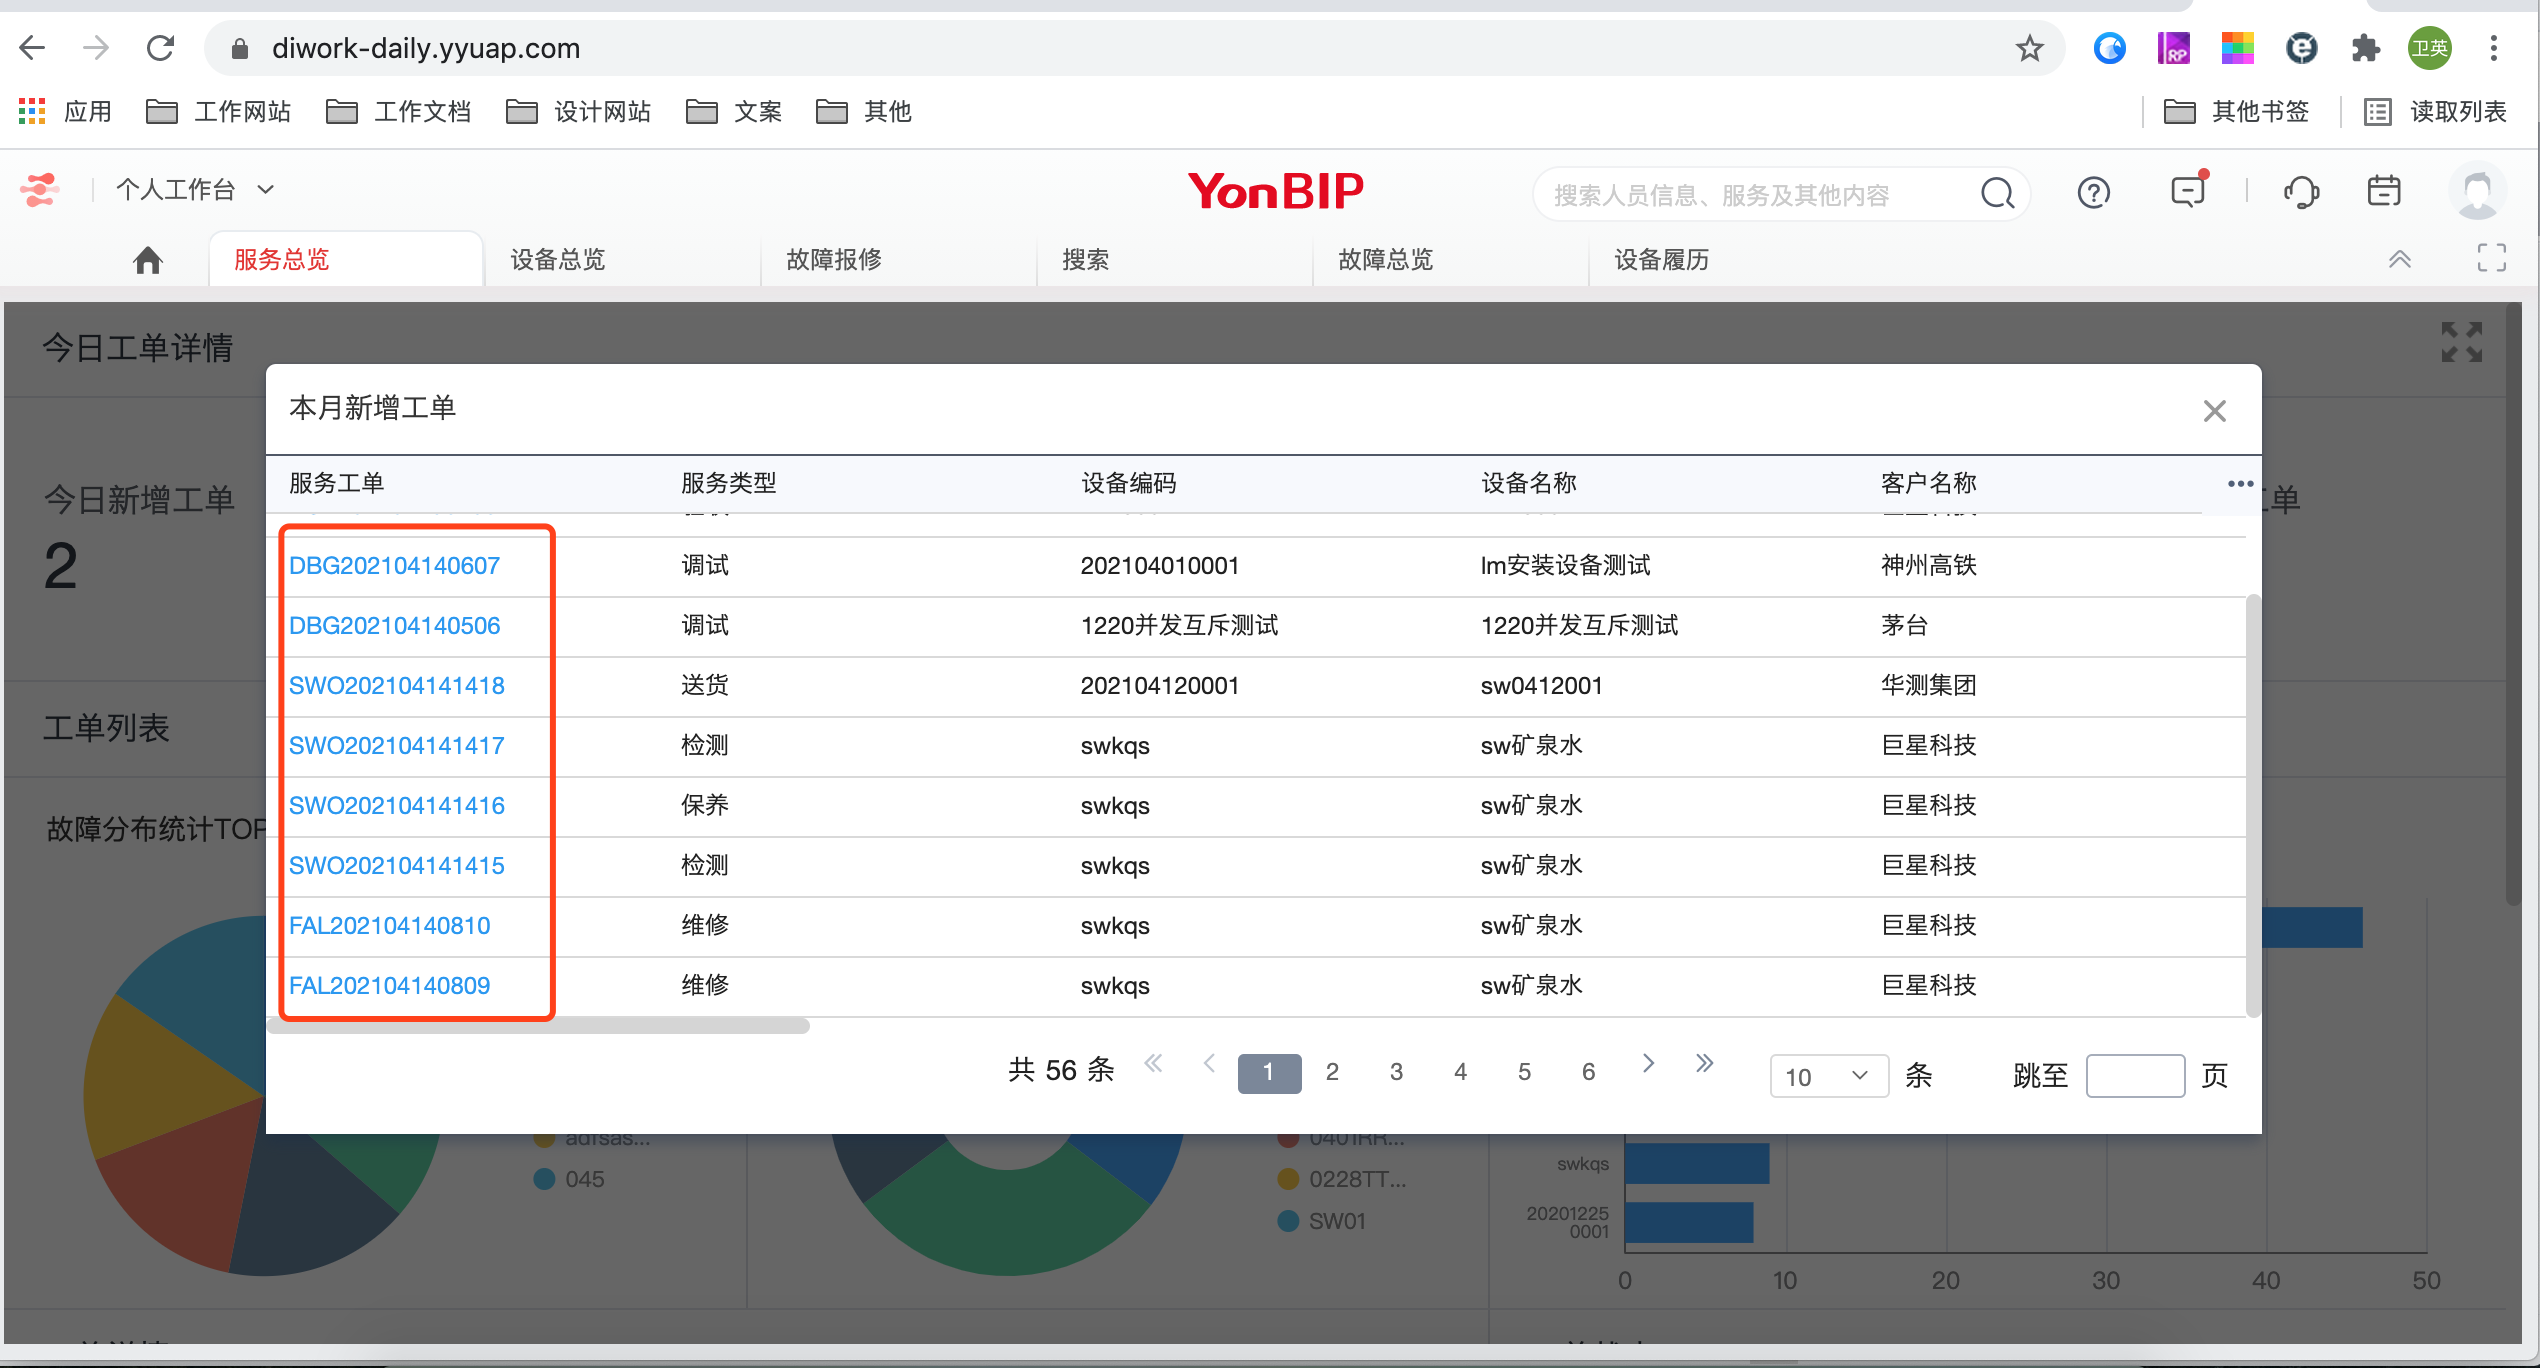 diwork-daily.yyuap.com
卫英
应用 工作网站 工作文档 设计网站 文案 其他 其他书签 读取列表
个人工作台 YonBIP 搜索人员信息、服务及其他内容
服务总览 设备总览 故障报修 搜索 故障总览 设备履历
今日工单详情
本月新增工单
今日新增工单
2
服务工单 服务类型 设备编码 设备名称 客户名称
DBG202104140607 调试 202104010001 lm安装设备测试 神州高铁
DBG202104140506 调试 1220并发互斥测试 1220并发互斥测试 茅台
SWO202104141418 送货 202104120001 sw0412001 华测集团
工单列表
SWO202104141417 检测 swkqs sw矿泉水 巨星科技
SWO202104141416 保养 swkqs sw矿泉水 巨星科技
故障分布统计TOP
SWO202104141415 检测 swkqs sw矿泉水 巨星科技
FAL202104140810 维修 swkqs sw矿泉水 巨星科技
FAL202104140809 维修 swkqs sw矿泉水 巨星科技
共 56 条 1 2 3 4 5 6 10 条 跳至 页
adfsas... 0401RR...
045 0228TT... swkqs
SW01 20201225
0001
0 10 20 30 40 50